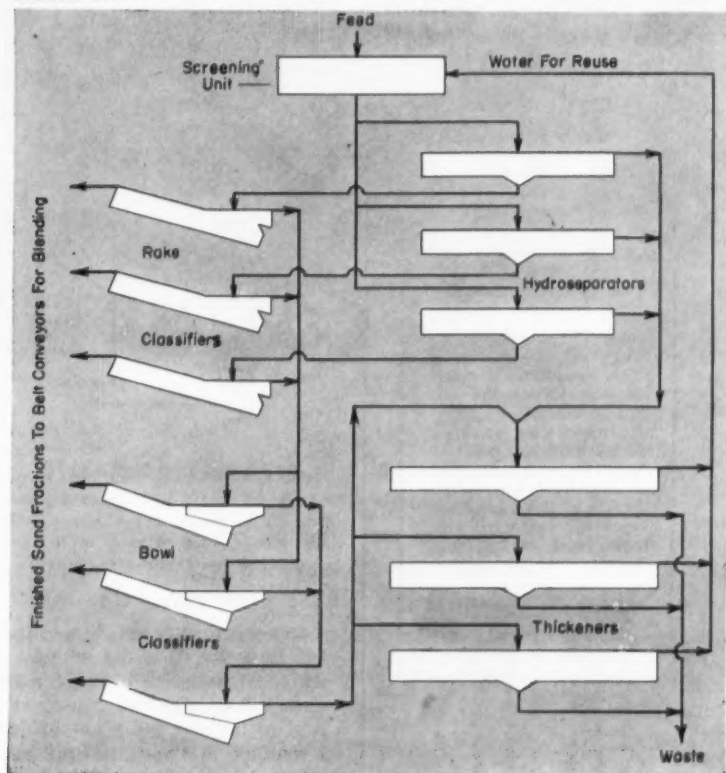 Feed
Screening
Unit
Water For Reuse
Rake
Hydroseparators
Classifiers
Finished Sand Fractions To Belt Conveyors For Blending
Bowl
Classifiers
Thickeners
Waste